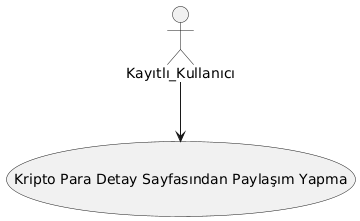 Kayıtlı_Kullanıcı
Kripto Para Detay Sayfasından Paylaşım Yapma